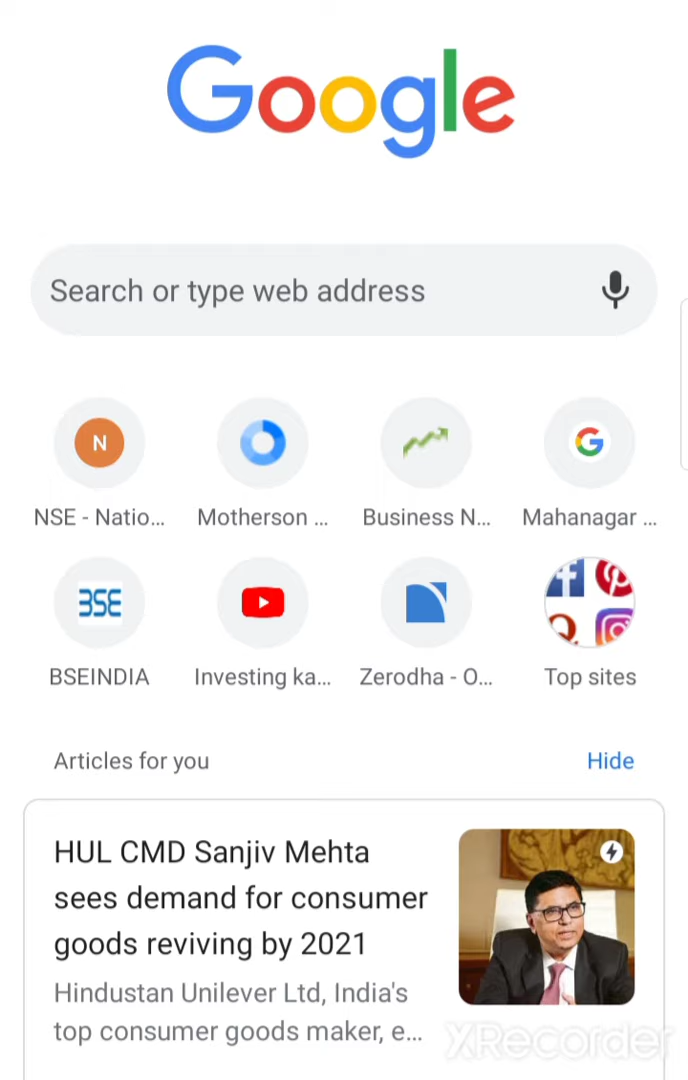 Google
Search or type web address
N
NSE - Natio...
Motherson ...
Business N...
Mahanagar ...
BSE
BSEINDIA
Investing ka...
Zerodha - O...
Top sites
Articles for you
Hide
HUL CMD Sanjiv Mehta
sees demand for consumer
goods reviving by 2021
Hindustan Unilever Ltd, India's
top consumer goods maker, e...
XRecorder